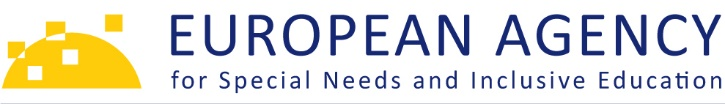 EUROPEAN AGENCY
for Special Needs and Inclusive Education